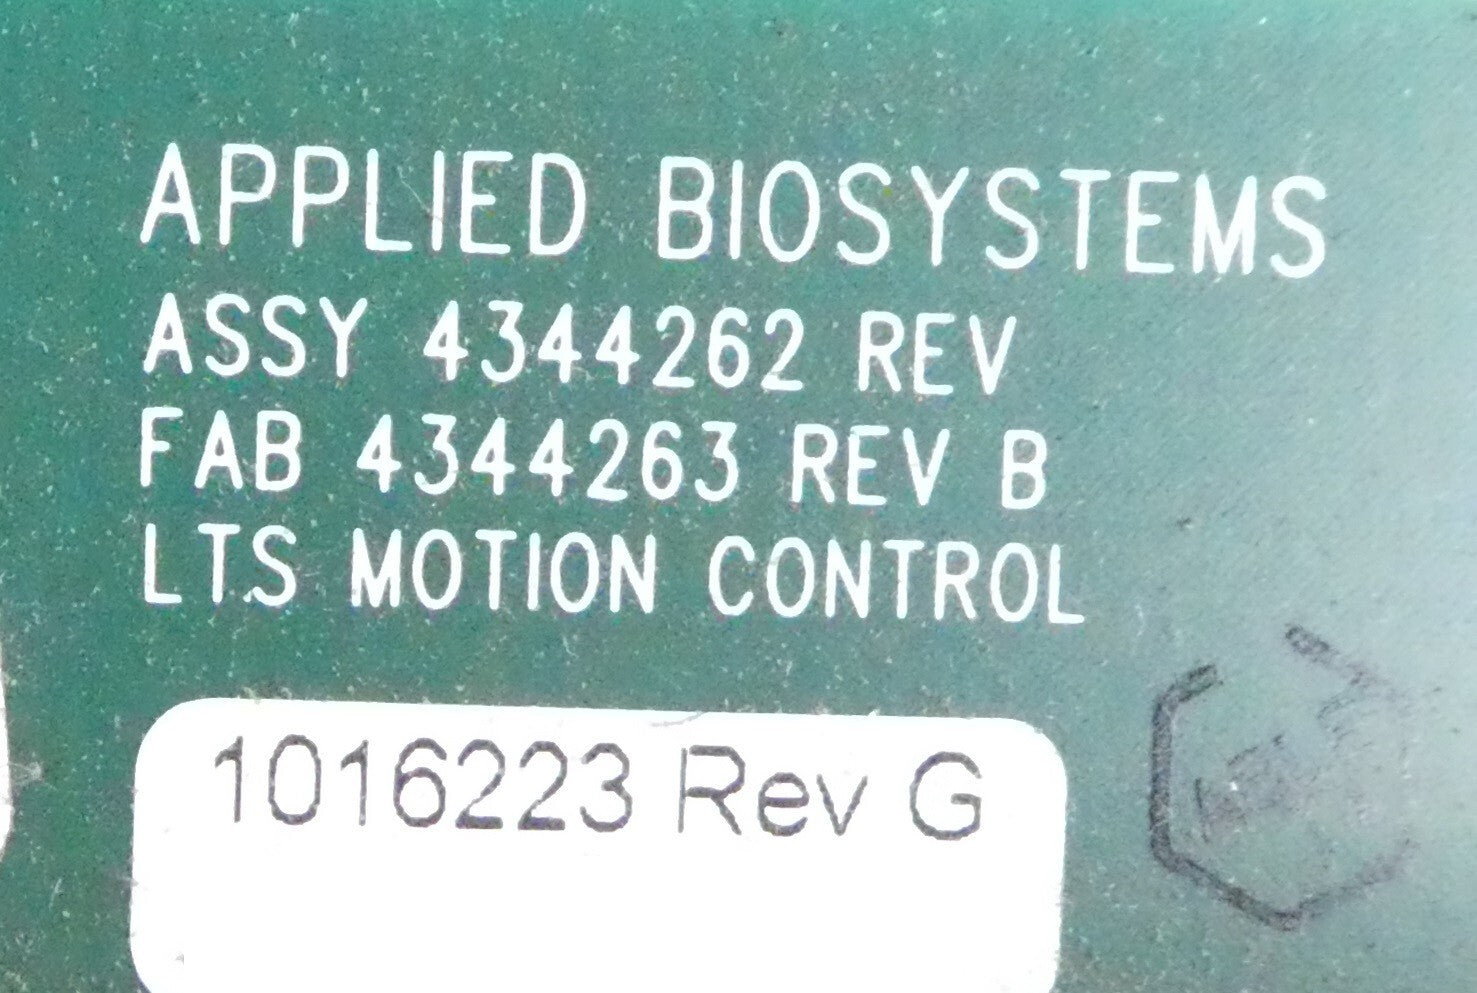 APPLIED BIOSYSTEMS
ASSY 4344262 REV
FAB 4344263 REV B
LTS MOTION CONTROL
1016223 Rev G